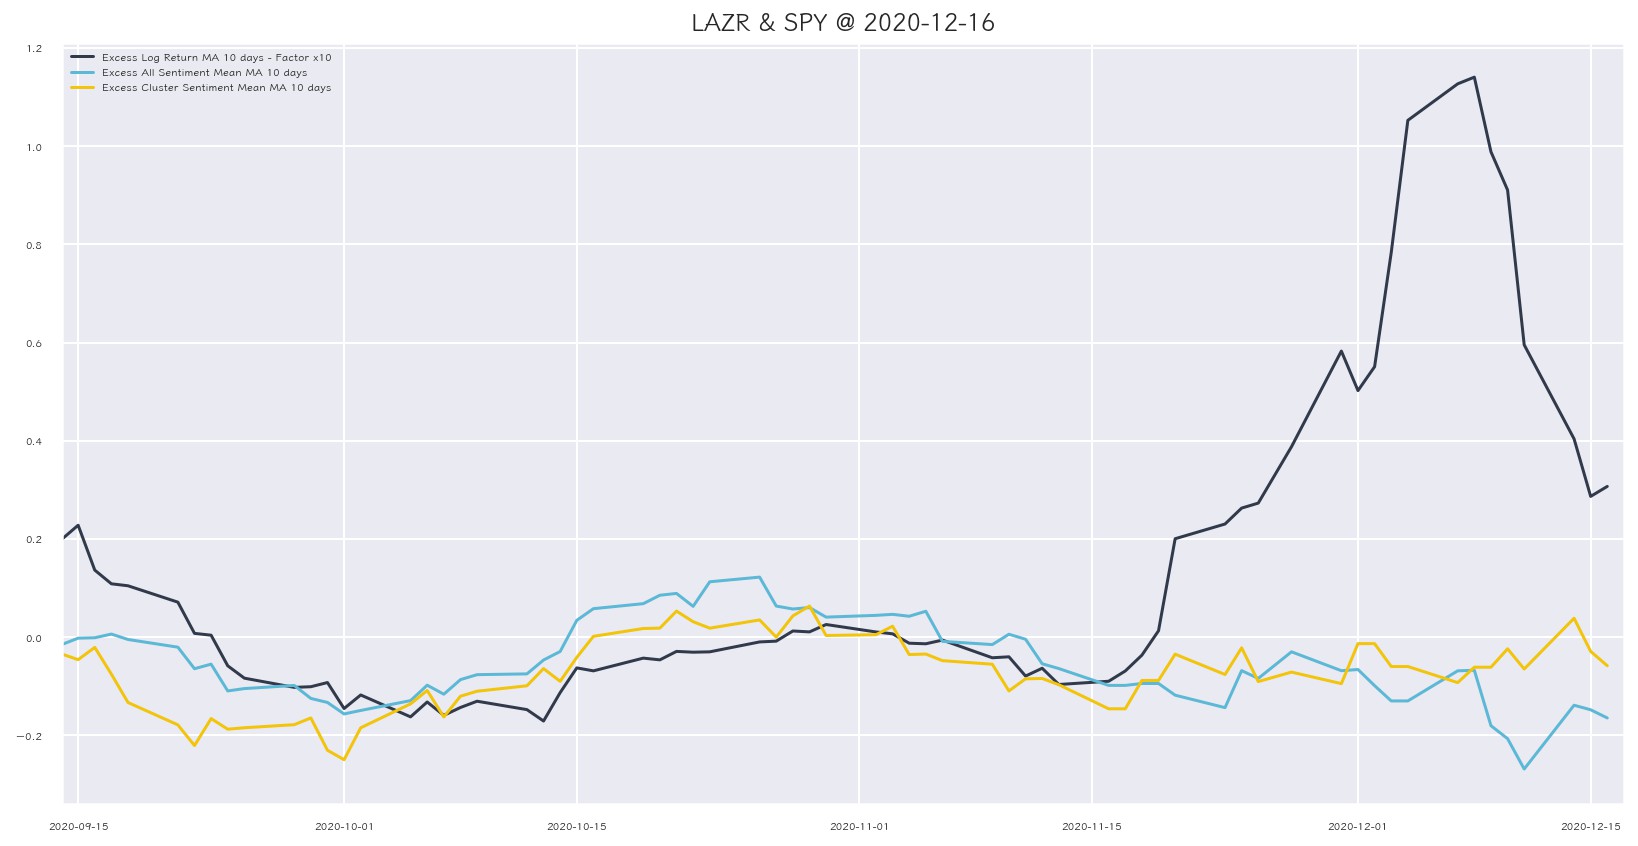 LAZR & SPY @ 2020-12-16
1.2
Excess Log Return MA 10 days - Factor x10
Excess All Sentiment Mean MA 10 days
Excess Cluster Sentiment Mean MA 10 days
1.0
0.8
0.6
0.4
0.2
0.0
−0.2
2020-09-15 2020-10-01 2020-10-15 2020-11-01 2020-11-15 2020-12-01 2020-12-15